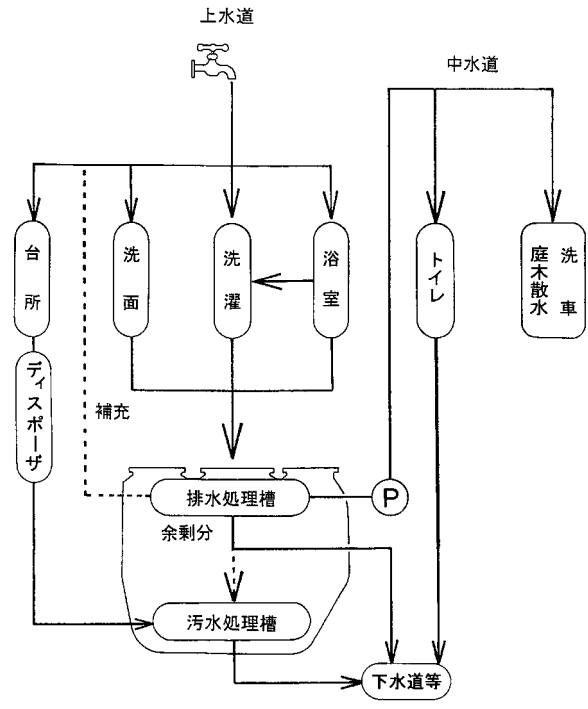 上水道
中水道
台所
洗面
洗濯
浴室
トイレ
洗車
庭木散水
ディスポーザ
補充
排水処理槽
P
余剰分
汚水処理槽
下水道等